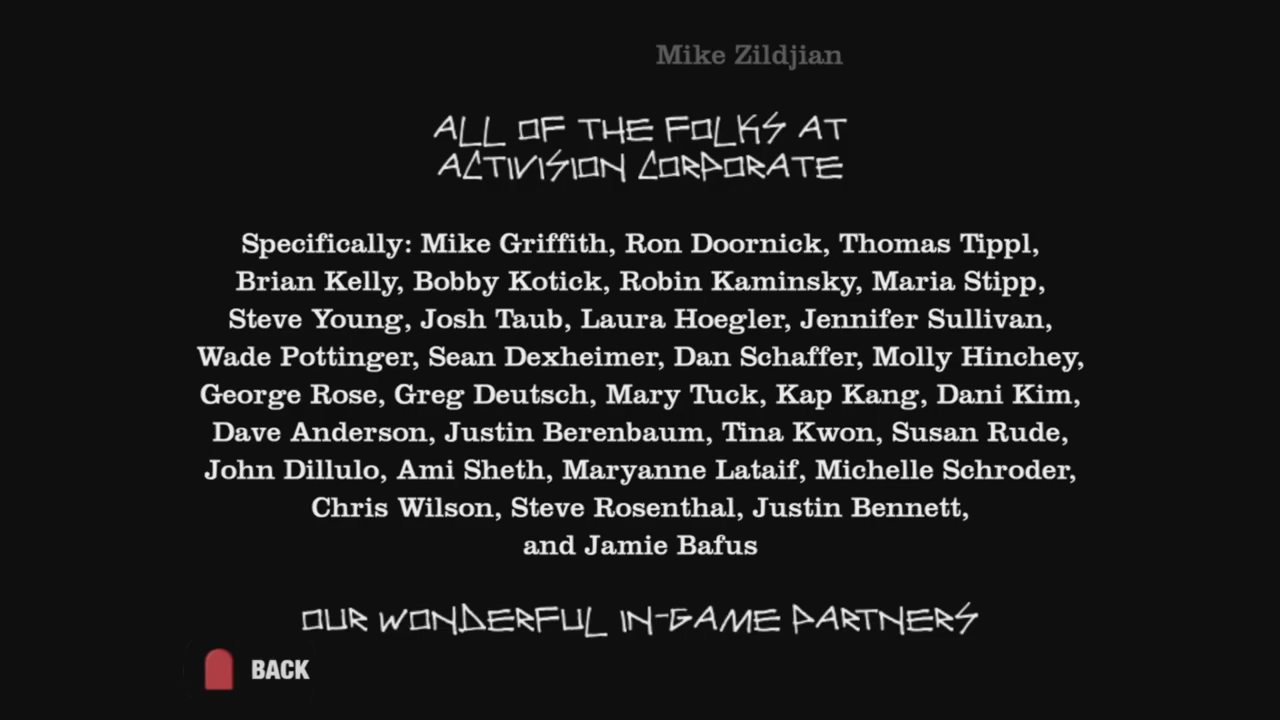 Mike Zildjian
ALL OF THE FOLKS AT
ACTIVISION CORPORATE
Specifically: Mike Griffith, Ron Doornick, Thomas Tippl,
Brian Kelly, Bobby Kotick, Robin Kaminsky, Maria Stipp,
Steve Young, Josh Taub, Laura Hoegler, Jennifer Sullivan,
Wade Pottinger, Sean Dexheimer, Dan Schaffer, Molly Hinchey,
George Rose, Greg Deutsch, Mary Tuck, Kap Kang, Dani Kim,
Dave Anderson, Justin Berenbaum, Tina Kwon, Susan Rude,
John Dillulo, Ami Sheth, Maryanne Lataif, Michelle Schroder,
Chris Wilson, Steve Rosenthal, Justin Bennett,
and Jamie Bafus
OUR WONDERFUL IN-GAME PARTNERS
BACK